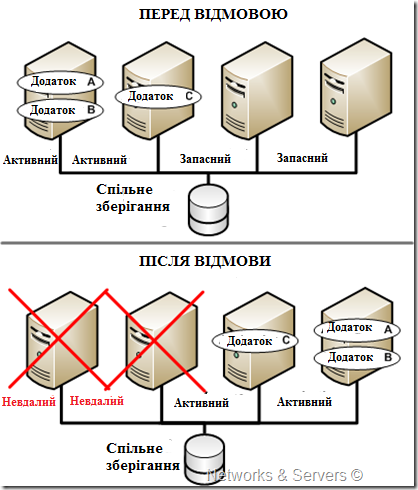 ПЕРЕД ВІДМОВОЮ
Додаток A
Додаток B
Додаток C
Активний
Активний
Запасний
Запасний
Спільне
зберігання
ПІСЛЯ ВІДМОВИ
Додаток C
Додаток A
Додаток B
Невдалий
Невдалий
Активний
Активний
Спільне
зберігання
Networks & Servers ©